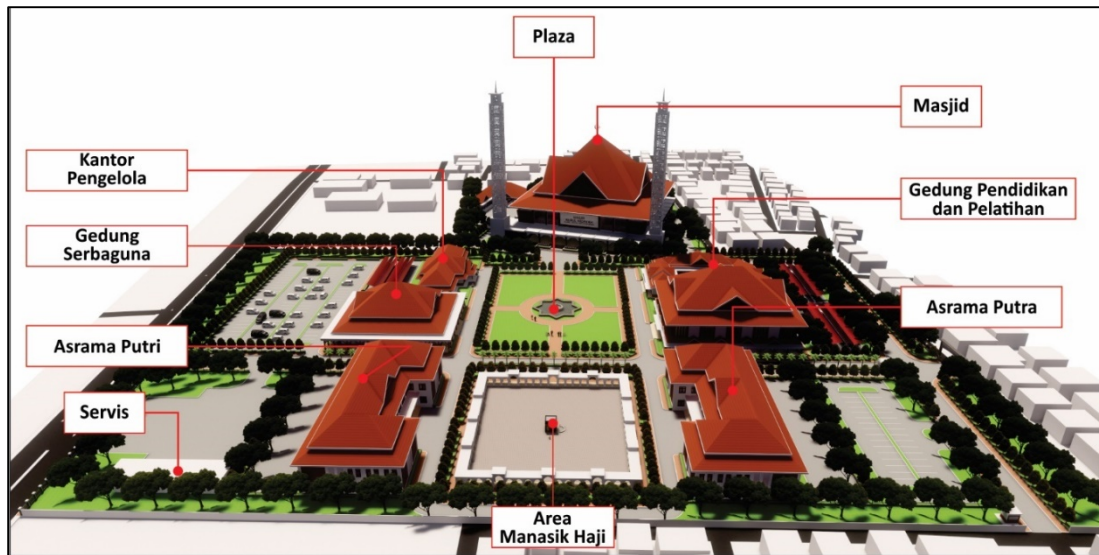 Plaza
Masjid
Kantor
Pengelola
Gedung Pendidikan
dan Pelatihan
Gedung
Serbaguna
Asrama Putra
Asrama Putri
Servis
Area
Manasik Haji